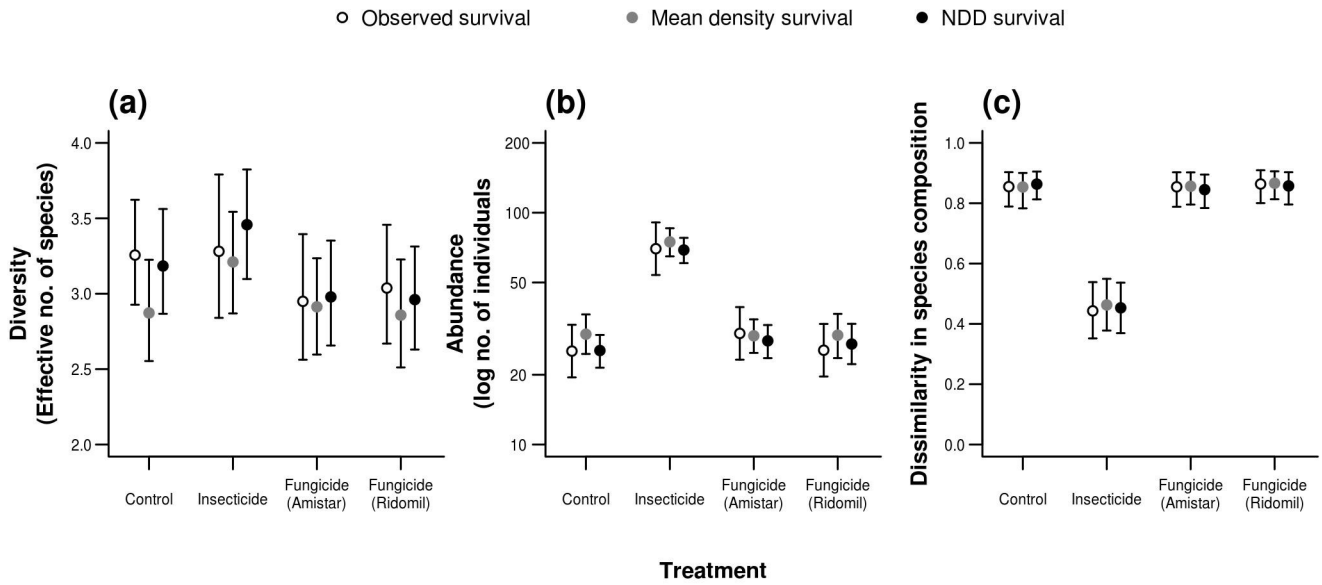 Observed survival
Mean density survival
NDD survival
(a)
Diversity
(Effective no. of species)
4.0
3.5
3.0
2.5
2.0
Control
Insecticide
Fungicide
(Amistar)
Fungicide
(Ridomil)
(b)
Abundance
(log no. of individuals)
200
100
50
20
10
Control
Insecticide
Fungicide
(Amistar)
Fungicide
(Ridomil)
(c)
Dissimilarity in species composition
1.0
0.8
0.6
0.4
0.2
0.0
Control
Insecticide
Fungicide
(Amistar)
Fungicide
(Ridomil)
Treatment